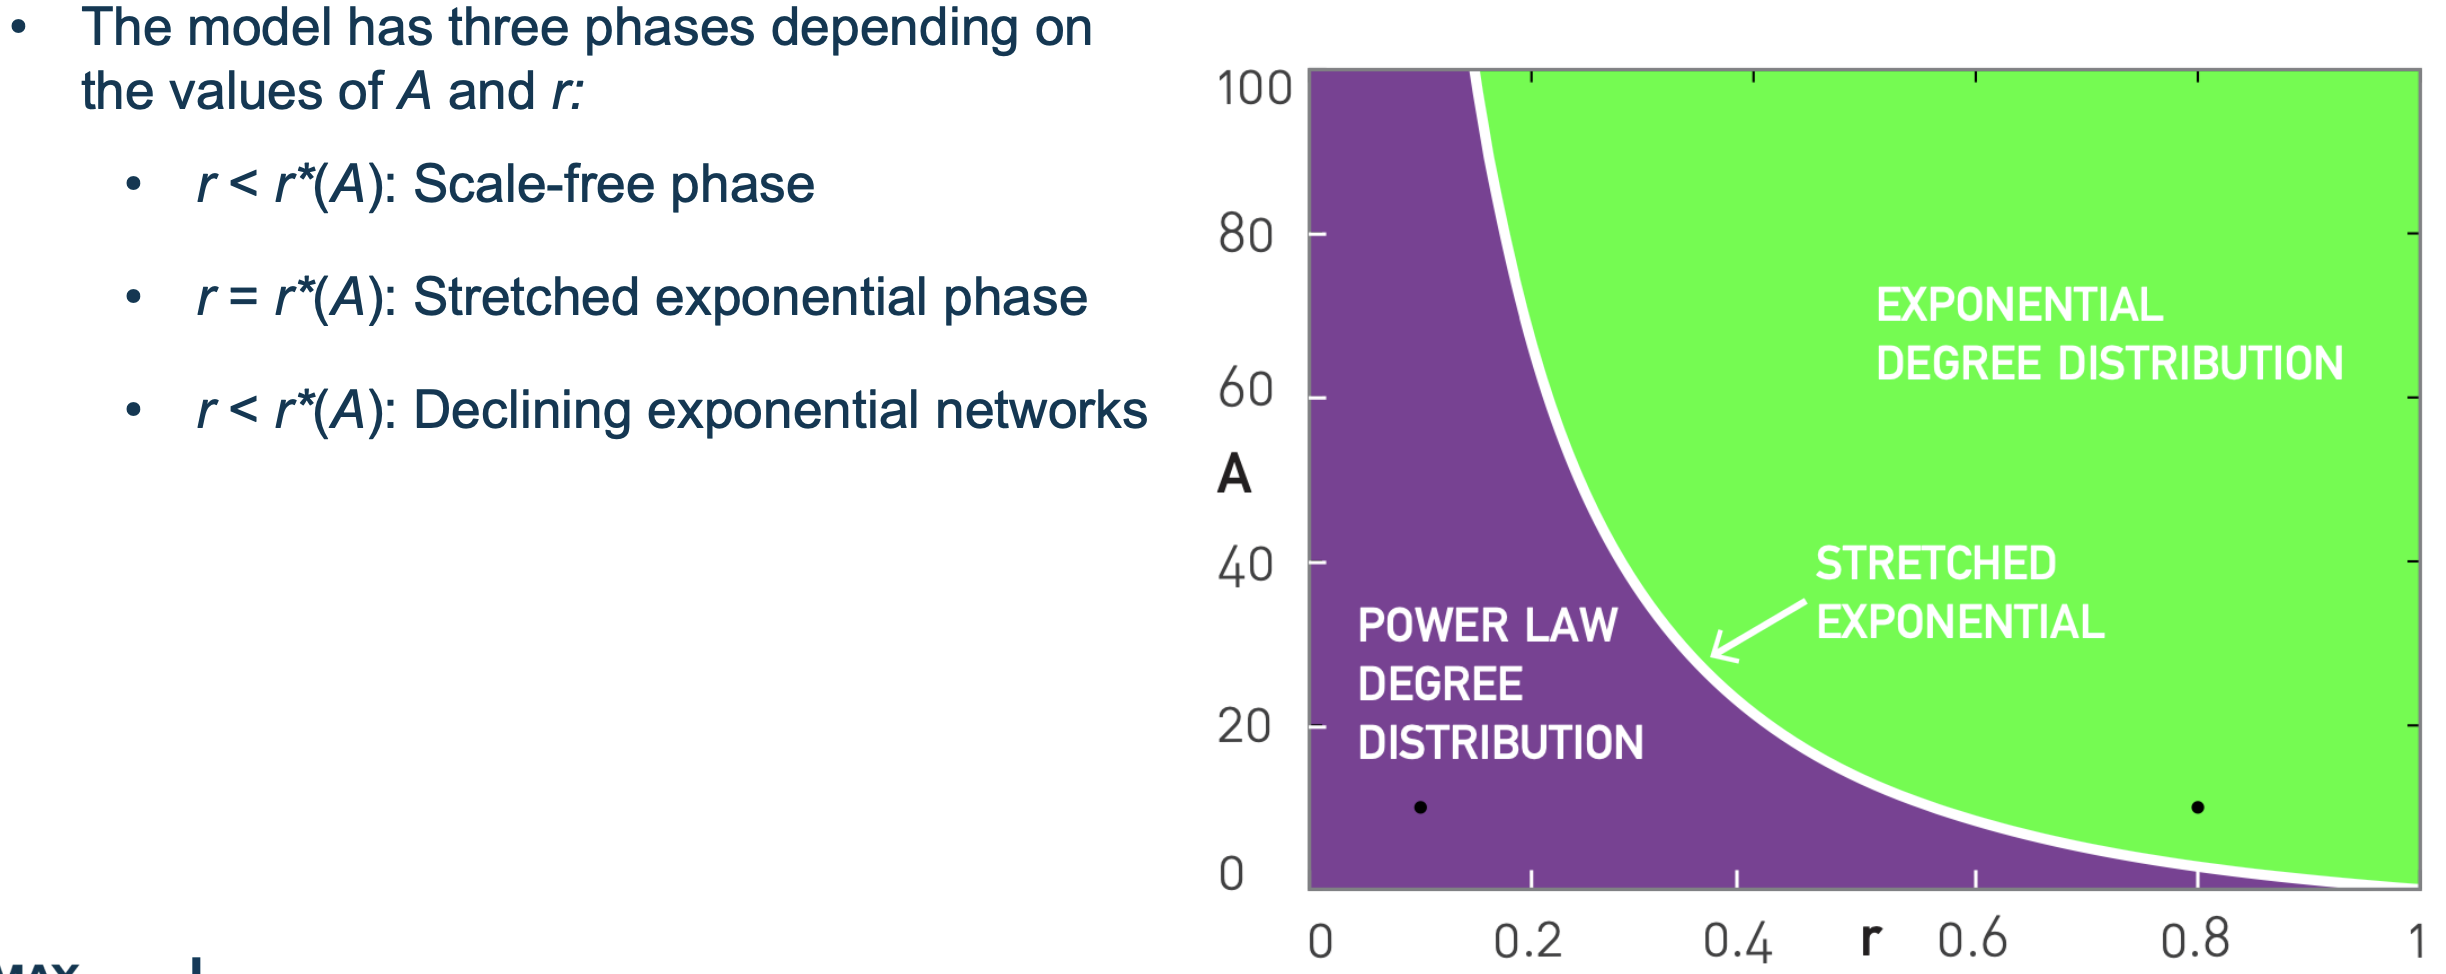 • The model has three phases depending on
the values of A and r:
• r < r*(A): Scale-free phase
• r = r*(A): Stretched exponential phase
• r < r*(A): Declining exponential networks
100
80
60
A
40
20
0
EXPONENTIAL
DEGREE DISTRIBUTION
STRETCHED
EXPONENTIAL
POWER LAW
DEGREE
DISTRIBUTION
0 0.2 0.4 r 0.6 0.8 1